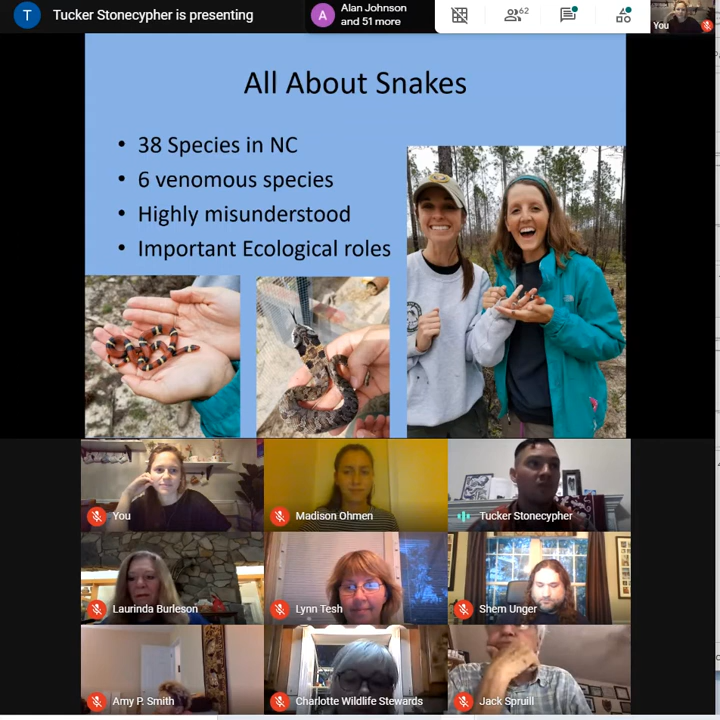 T Tucker Stonecypher is presenting
A Alan Johnson
and 51 more
62
You
All About Snakes
• 38 Species in NC
• 6 venomous species
• Highly misunderstood
• Important Ecological roles
You
Madison Ohmen
Tucker Stonecypher
Laurinda Burleson
Lynn Tesh
Shem Unger
Amy P. Smith
Charlotte Wildlife Stewards
Jack Spruill